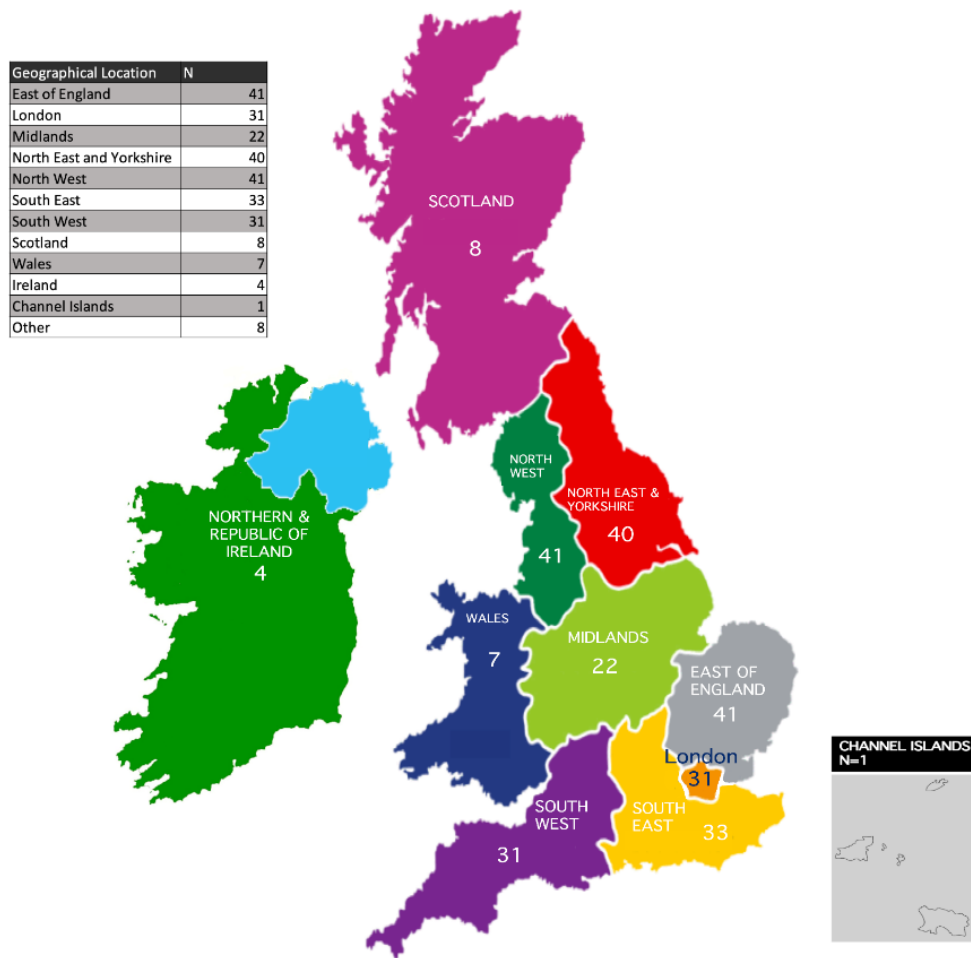 Geographical Location N
East of England 41
London 31
Midlands 22
North East and Yorkshire 40
North West 41
South East 33
South West 31
Scotland 8
Wales 7
Ireland 4
Channel Islands 1
Other 8
SCOTLAND
8
NORTH
WEST
41
NORTH EAST &
YORKSHIRE
40
NORTHERN &
REPUBLIC OF
IRELAND
4
WALES
7
MIDLANDS
22
EAST OF
ENGLAND
41
London
31
SOUTH
WEST
31
SOUTH
EAST
33
CHANNEL ISLANDS
N=1